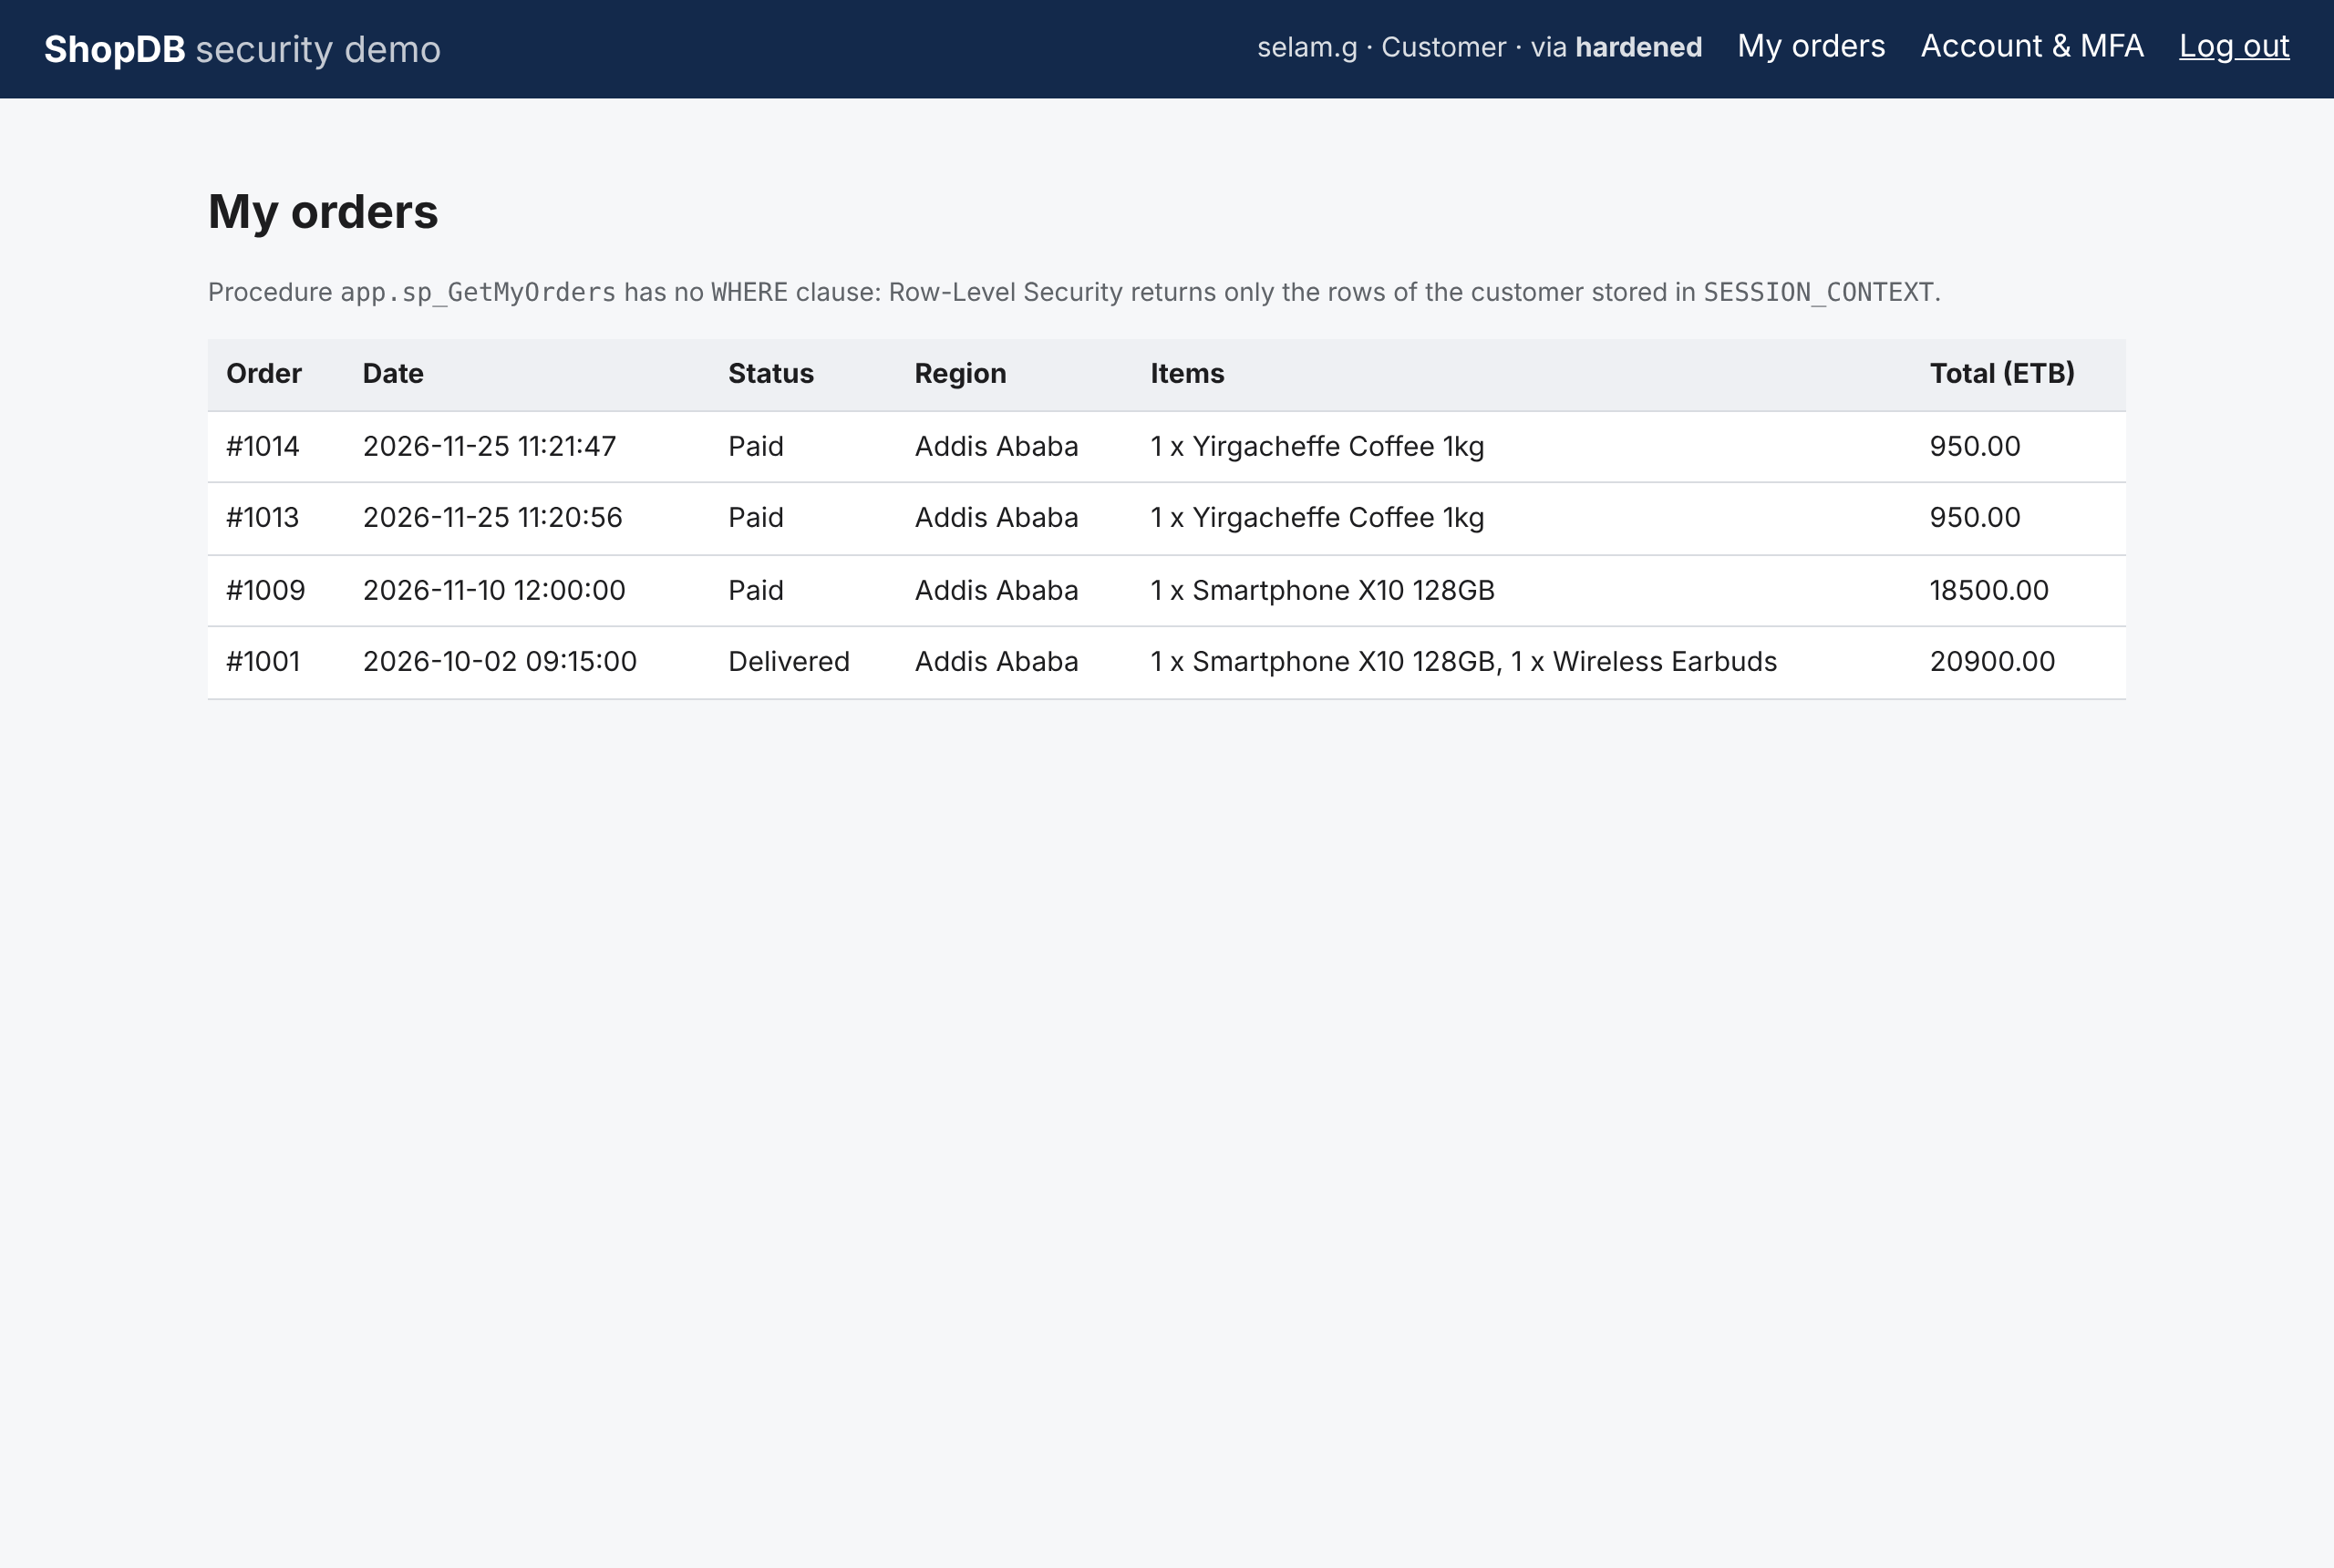 ShopDB security demo
selam.g · Customer · via hardened My orders Account & MFA Log out
My orders
Procedure app.sp_GetMyOrders has no WHERE clause: Row-Level Security returns only the rows of the customer stored in SESSION_CONTEXT.
Order Date Status Region Items Total (ETB)
#1014 2026-11-25 11:21:47 Paid Addis Ababa 1 x Yirgacheffe Coffee 1kg 950.00
#1013 2026-11-25 11:20:56 Paid Addis Ababa 1 x Yirgacheffe Coffee 1kg 950.00
#1009 2026-11-10 12:00:00 Paid Addis Ababa 1 x Smartphone X10 128GB 18500.00
#1001 2026-10-02 09:15:00 Delivered Addis Ababa 1 x Smartphone X10 128GB, 1 x Wireless Earbuds 20900.00